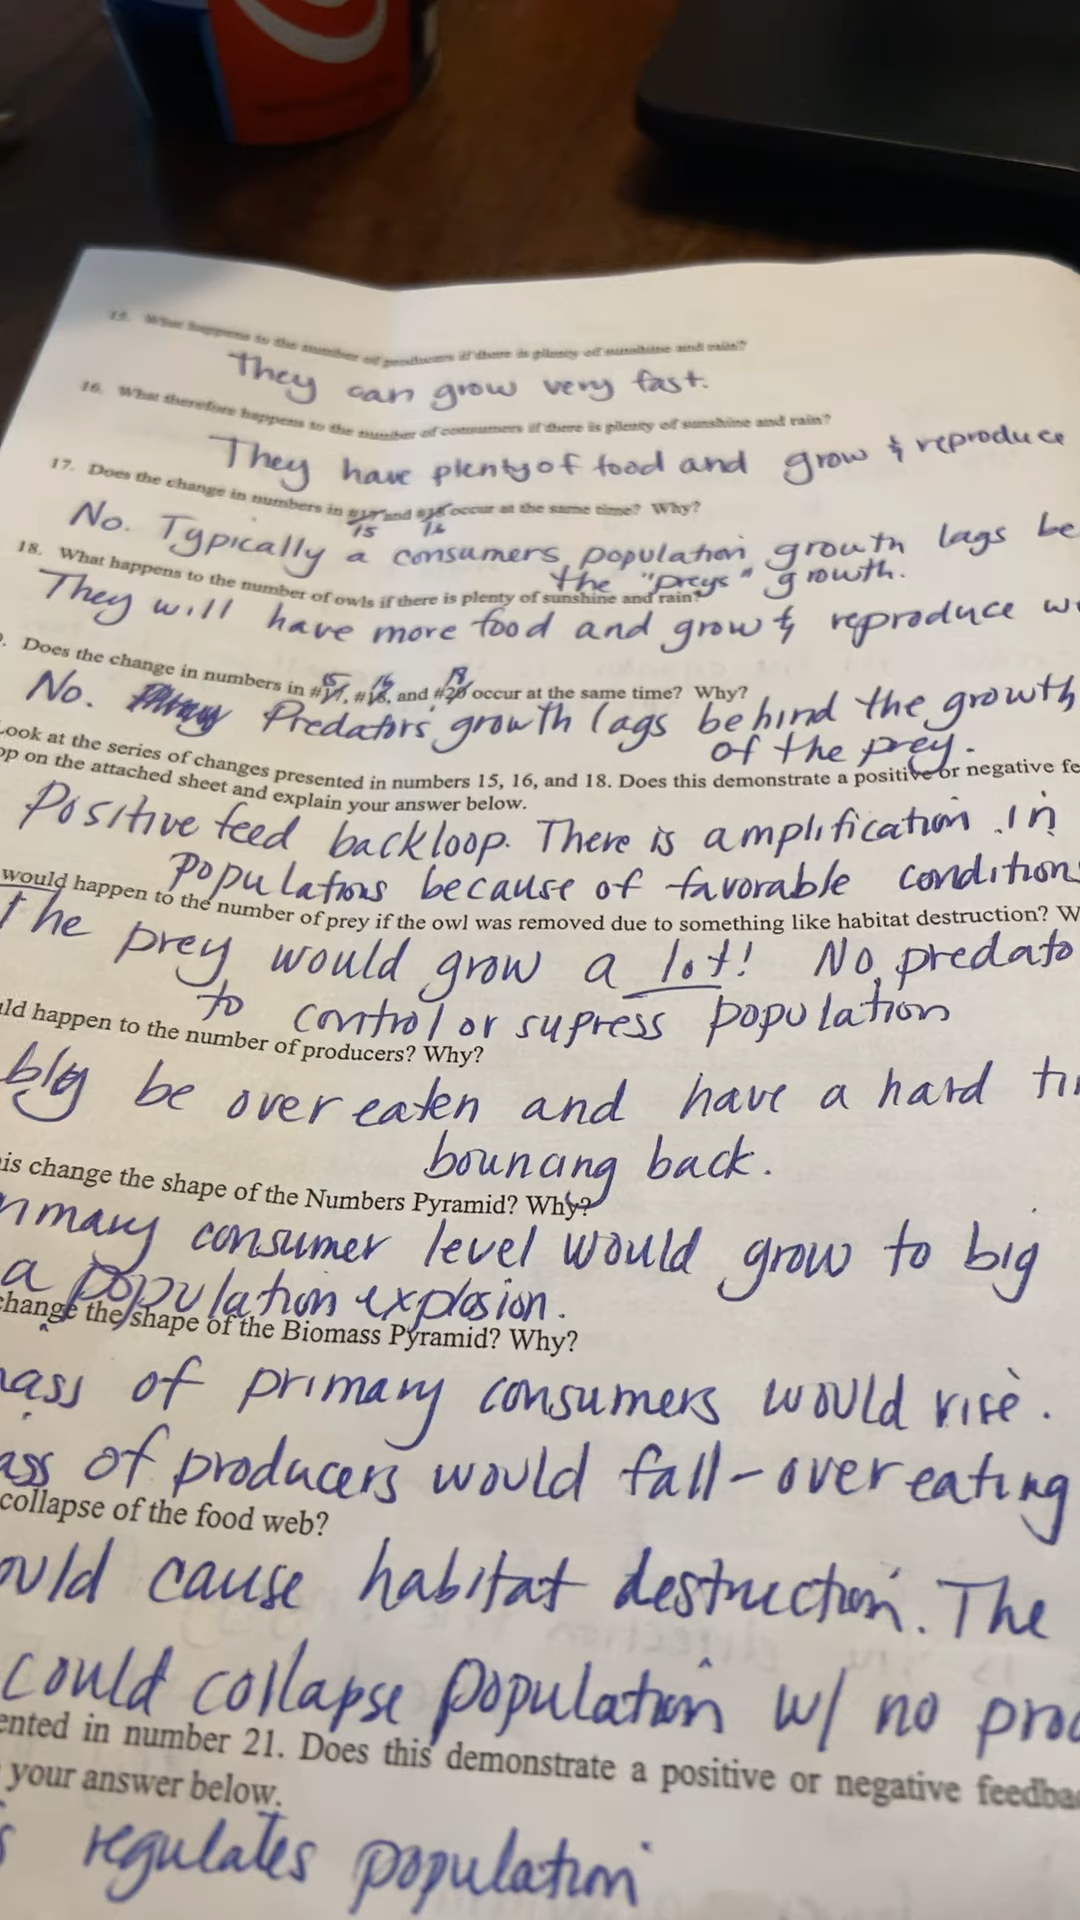 15. What happens to the number of producers if there is plenty of sunshine and rain?
They can grow very fast.
16. What therefore happens to the number of consumers if there is plenty of sunshine and rain?
They have plenty of food and grow & reproduce
17. Does the change in numbers in and occur at the same time? Why?
15 16
No. Typically a consumers population growth lags be
the "preys" growth.
18. What happens to the number of owls if there is plenty of sunshine and rain?
They will have more food and grow & reproduce
. Does the change in numbers in #15, #16, and #18 occur at the same time? Why?
No. Predators growth lags behind the growth
of the prey.
Look at the series of changes presented in numbers 15, 16, and 18. Does this demonstrate a positive or negative fe
op on the attached sheet and explain your answer below.
Positive feed back loop. There is amplification in
populations because of favorable conditions
would happen to the number of prey if the owl was removed due to something like habitat destruction? W
The prey would grow a lot! No predato
to control or supress population
uld happen to the number of producers? Why?
bly be over eaten and have a hard ti
bouncing back.
is change the shape of the Numbers Pyramid? Why?
imary consumer level would grow to big
a population explosion.
change the shape of the Biomass Pyramid? Why?
ass of primary consumers would rise.
ass of producers would fall - over eating
collapse of the food web?
ould cause habitat destruction. The
could collapse population w/ no prod
ented in number 21. Does this demonstrate a positive or negative feedba
your answer below.
s regulates population